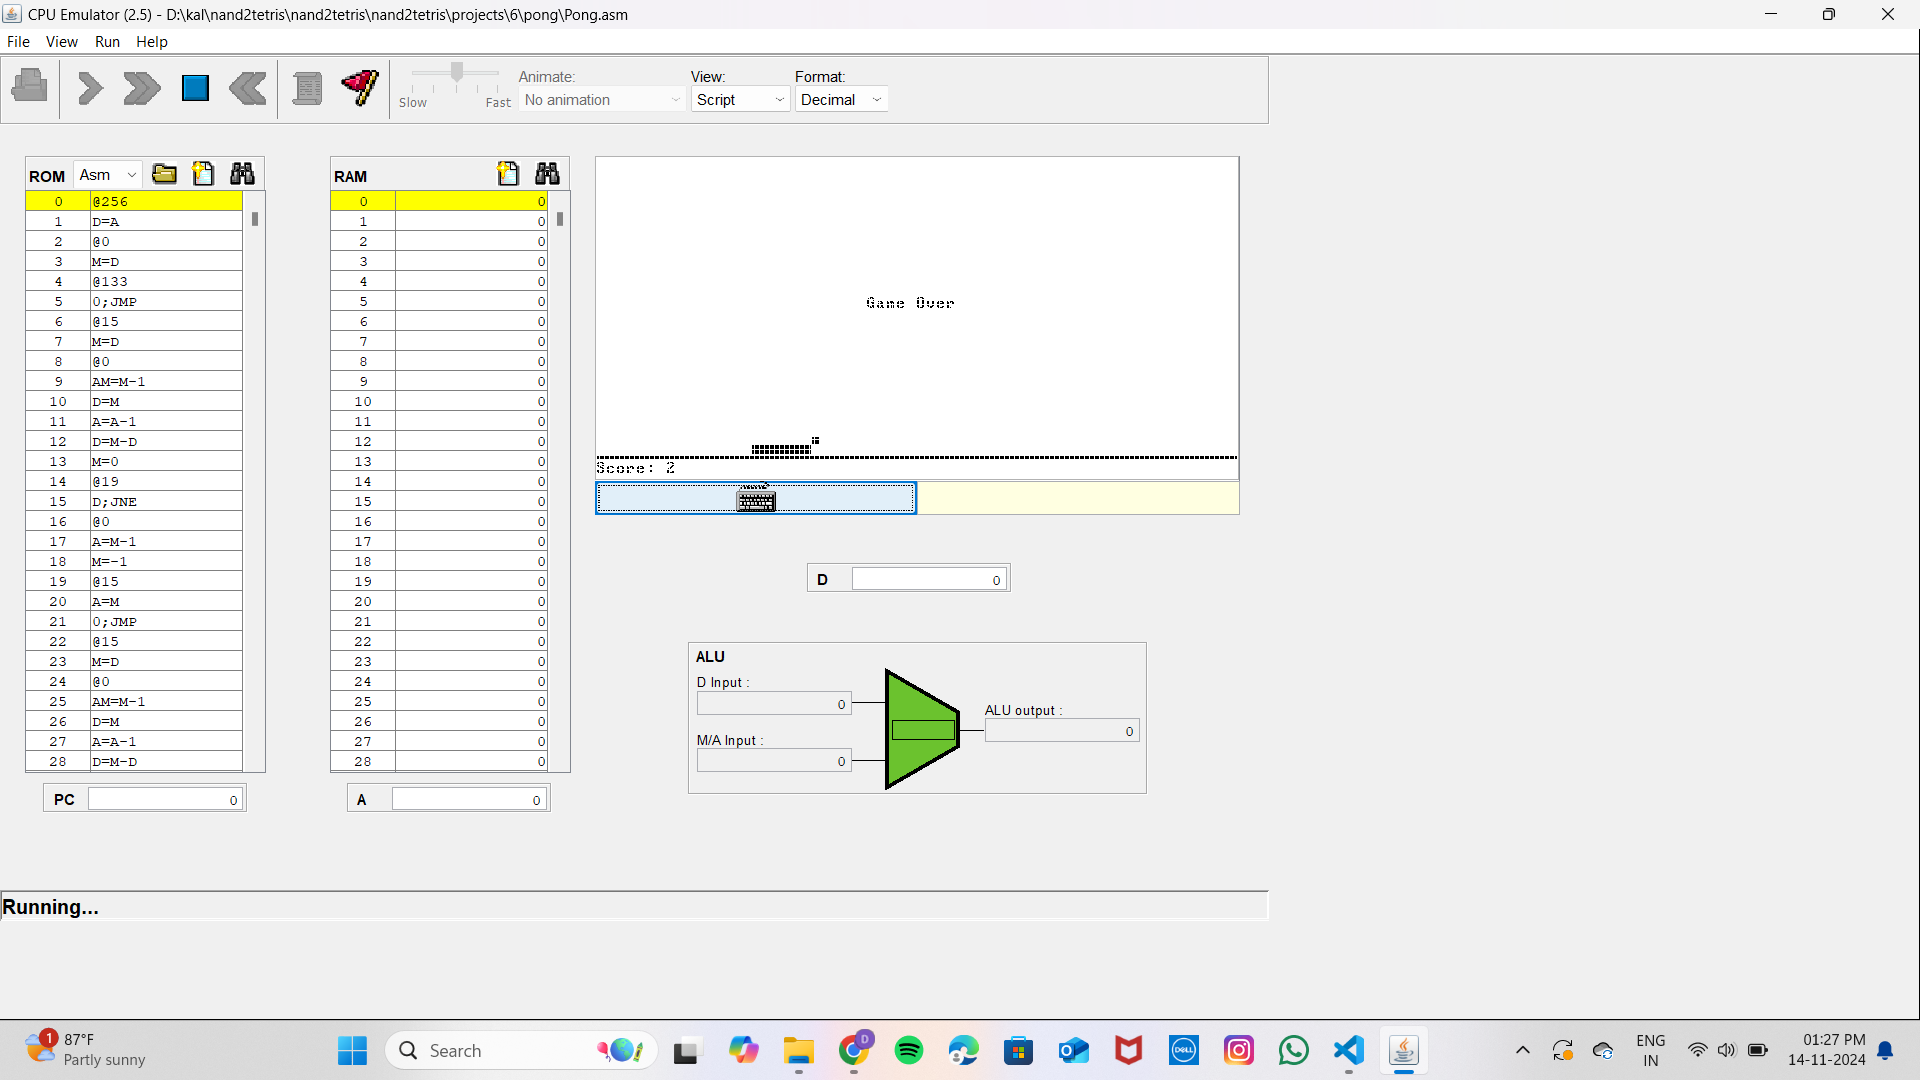 CPU Emulator (2.5) - D:\kal\nand2tetris\nand2tetris\nand2tetris\projects\6\pong\Pong.asm
File View Run Help
Slow Fast
Animate:
No animation
View:
Script
Format:
Decimal
ROM Asm
0 @256
1 D=A
2 @0
3 M=D
4 @133
5 0;JMP
6 @15
7 M=D
8 @0
9 AM=M-1
10 D=M
11 A=A-1
12 D=M-D
13 M=0
14 @19
15 D;JNE
16 @0
17 A=M-1
18 M=-1
19 @15
20 A=M
21 0;JMP
22 @15
23 M=D
24 @0
25 AM=M-1
26 D=M
27 A=A-1
28 D=M-D
PC 0
RAM
0 0
1 0
2 0
3 0
4 0
5 0
6 0
7 0
8 0
9 0
10 0
11 0
12 0
13 0
14 0
15 0
16 0
17 0
18 0
19 0
20 0
21 0
22 0
23 0
24 0
25 0
26 0
27 0
28 0
A 0
Game Over
Score: 2
D 0
ALU
D Input :
0
M/A Input :
0
ALU output :
0
Running...
1
87°F
Partly sunny
Search
D
DELL
ENG
IN
01:27 PM
14-11-2024